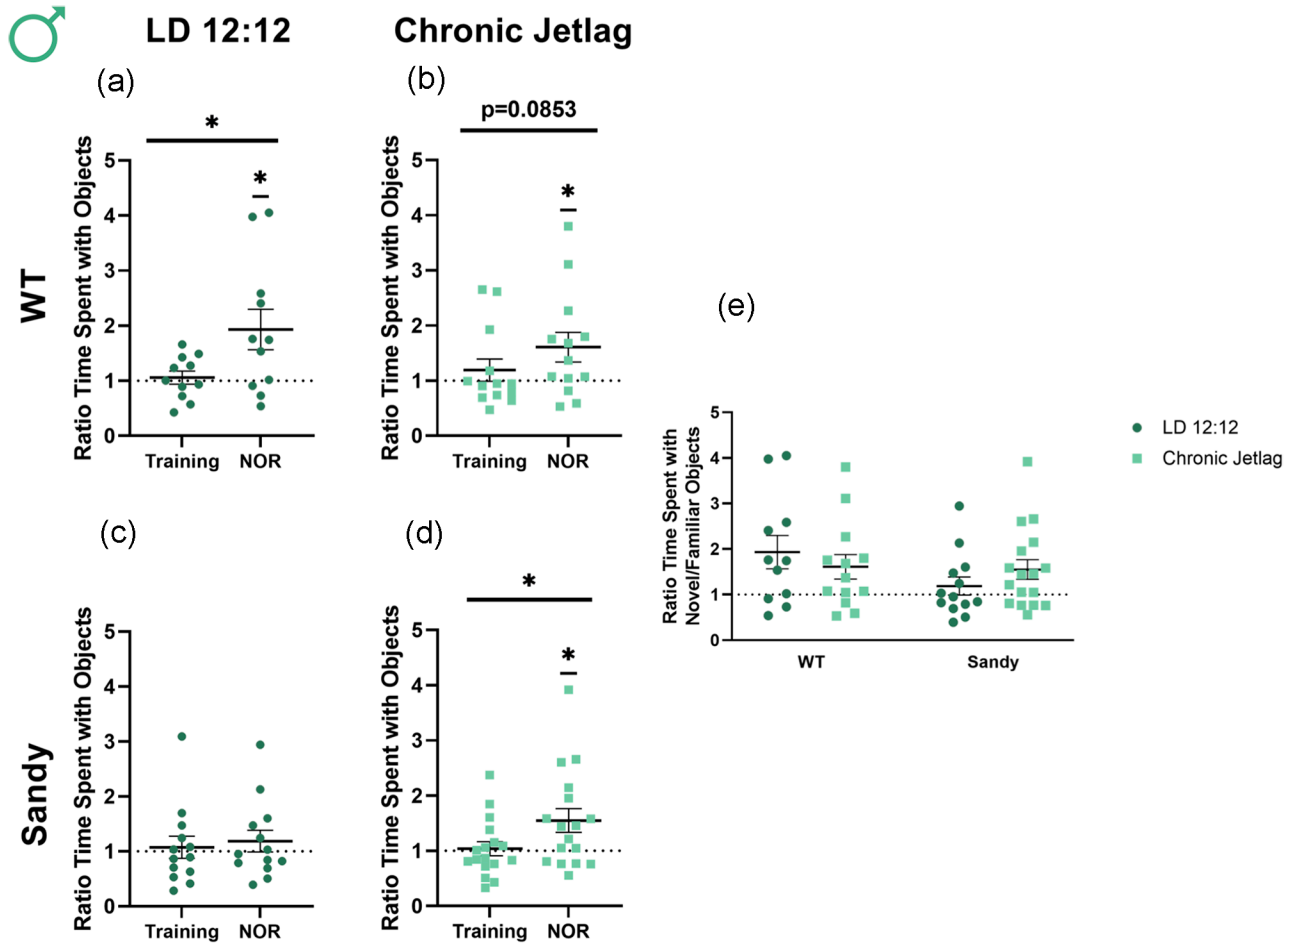 LD 12:12
Chronic Jetlag
(a)
(b)
*
p=0.0853
WT
Ratio Time Spent with Objects
5
4
3
2
1
0
*
Training
NOR
Ratio Time Spent with Objects
5
4
3
2
1
0
*
Training
NOR
(c)
(d)
*
Sandy
Ratio Time Spent with Objects
5
4
3
2
1
0
Training
NOR
Ratio Time Spent with Objects
5
4
3
2
1
0
*
Training
NOR
(e)
Ratio Time Spent with
Novel/Familiar Objects
5
4
3
2
1
0
WT
Sandy
LD 12:12
Chronic Jetlag